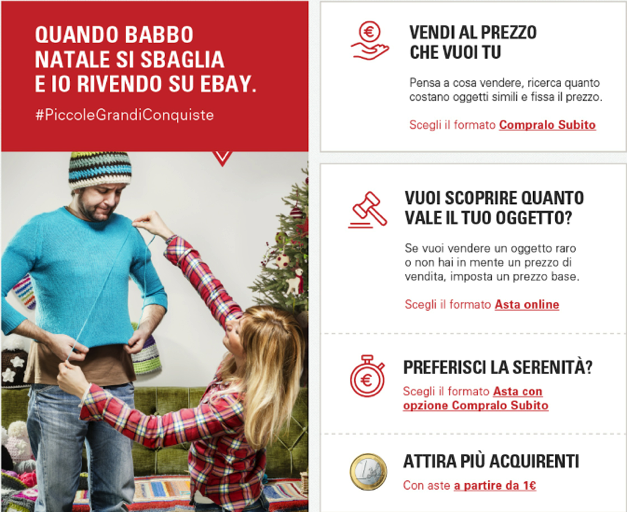 QUANDO BABBO
NATALE SI SBAGLIA
E IO RIVENDO SU EBAY.
#PiccoleGrandiConquiste
VENDI AL PREZZO
CHE VUOI TU
Pensa a cosa vendere, ricerca quanto
costano oggetti simili e fissa il prezzo.
Scegli il formato Compralo Subito
VUOI SCOPRIRE QUANTO
VALE IL TUO OGGETTO?
Se vuoi vendere un oggetto raro
o non hai in mente un prezzo di
vendita, imposta un prezzo base.
Scegli il formato Asta online
€
PREFERISCI LA SERENITÀ?
Scegli il formato Asta con
opzione Compralo Subito
ATTIRA PIÙ ACQUIRENTI
Con aste a partire da 1€